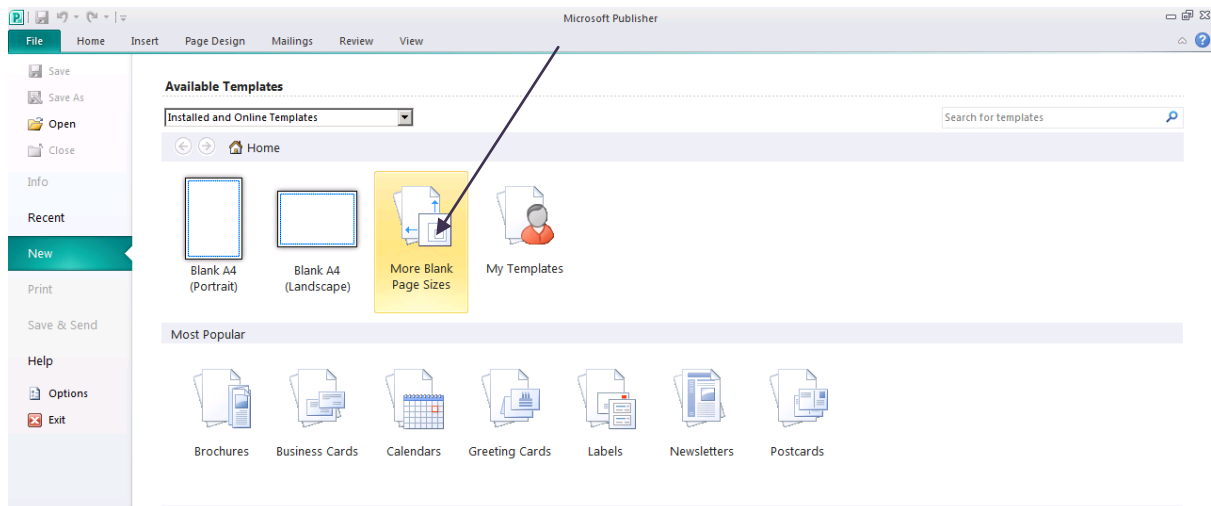 Microsoft Publisher
File Home Insert Page Design Mailings Review View
Save
Save As
Open
Close
Info
Recent
New
Print
Save & Send
Help
Options
Exit
Available Templates
Installed and Online Templates
Search for templates
Home
Blank A4
(Portrait)
Blank A4
(Landscape)
More Blank
Page Sizes
My Templates
Most Popular
Brochures
Business Cards
Calendars
Greeting Cards
Labels
Newsletters
Postcards